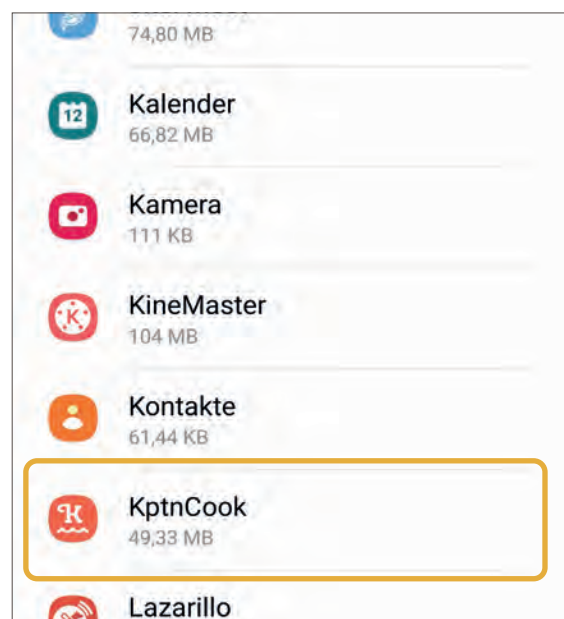 74,80 MB
12
Kalender
66,82 MB
Kamera
111 KB
K
KineMaster
104 MB
Kontakte
61,44 KB
K
KptnCook
49,33 MB
Lazarillo